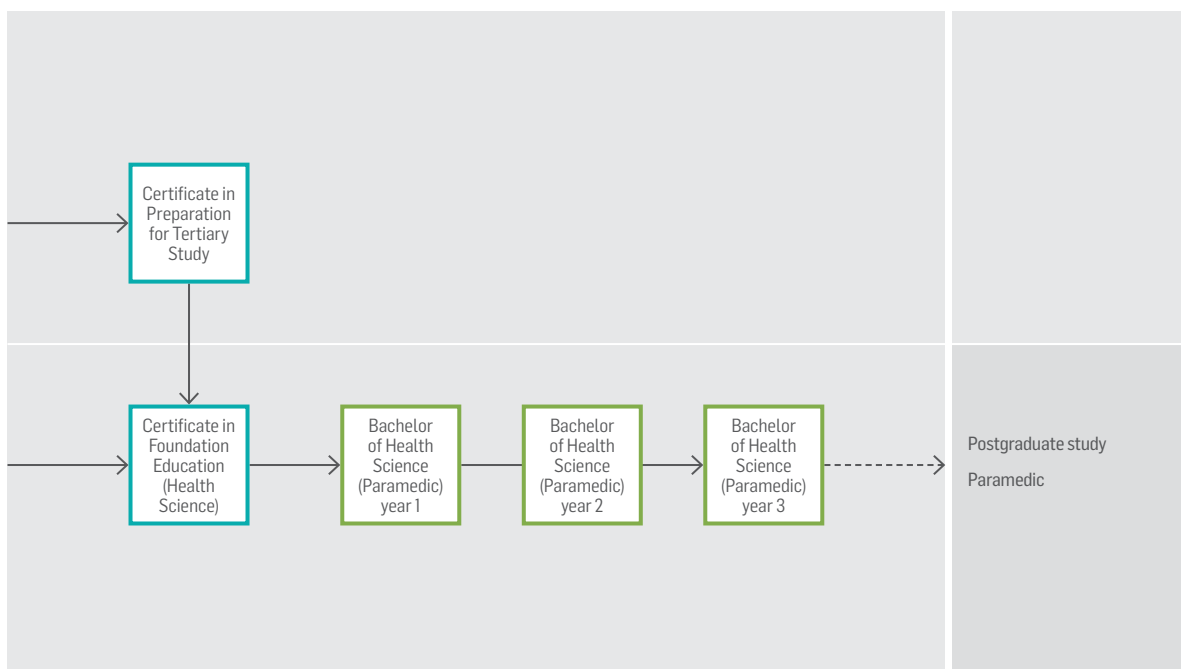 Certificate in
Preparation
for Tertiary
Study
Certificate in
Foundation
Education
(Health
Science)
Bachelor
of Health
Science
(Paramedic)
year 1
Bachelor
of Health
Science
(Paramedic)
year 2
Bachelor
of Health
Science
(Paramedic)
year 3
Postgraduate study
Paramedic